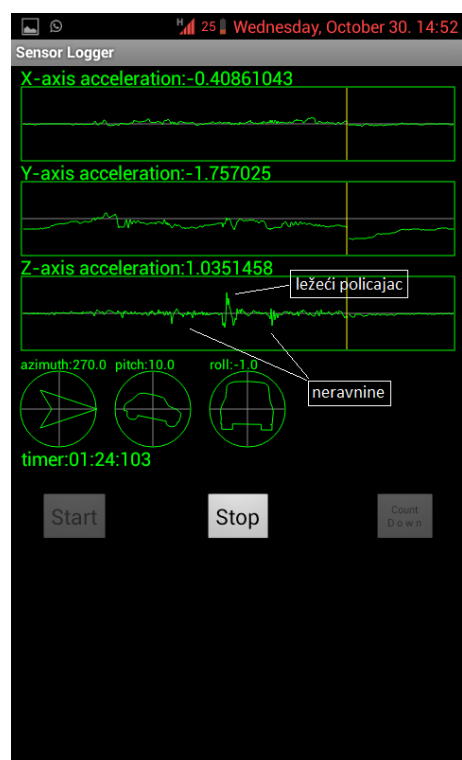 H 25 Wednesday, October 30. 14:52
Sensor Logger
X-axis acceleration:-0.40861043
Y-axis acceleration:-1.757025
Z-axis acceleration:1.0351458
ležeći policajac
neravnine
azimuth:270.0 pitch:10.0 roll:-1.0
timer:01:24:103
Start Stop Count
Down